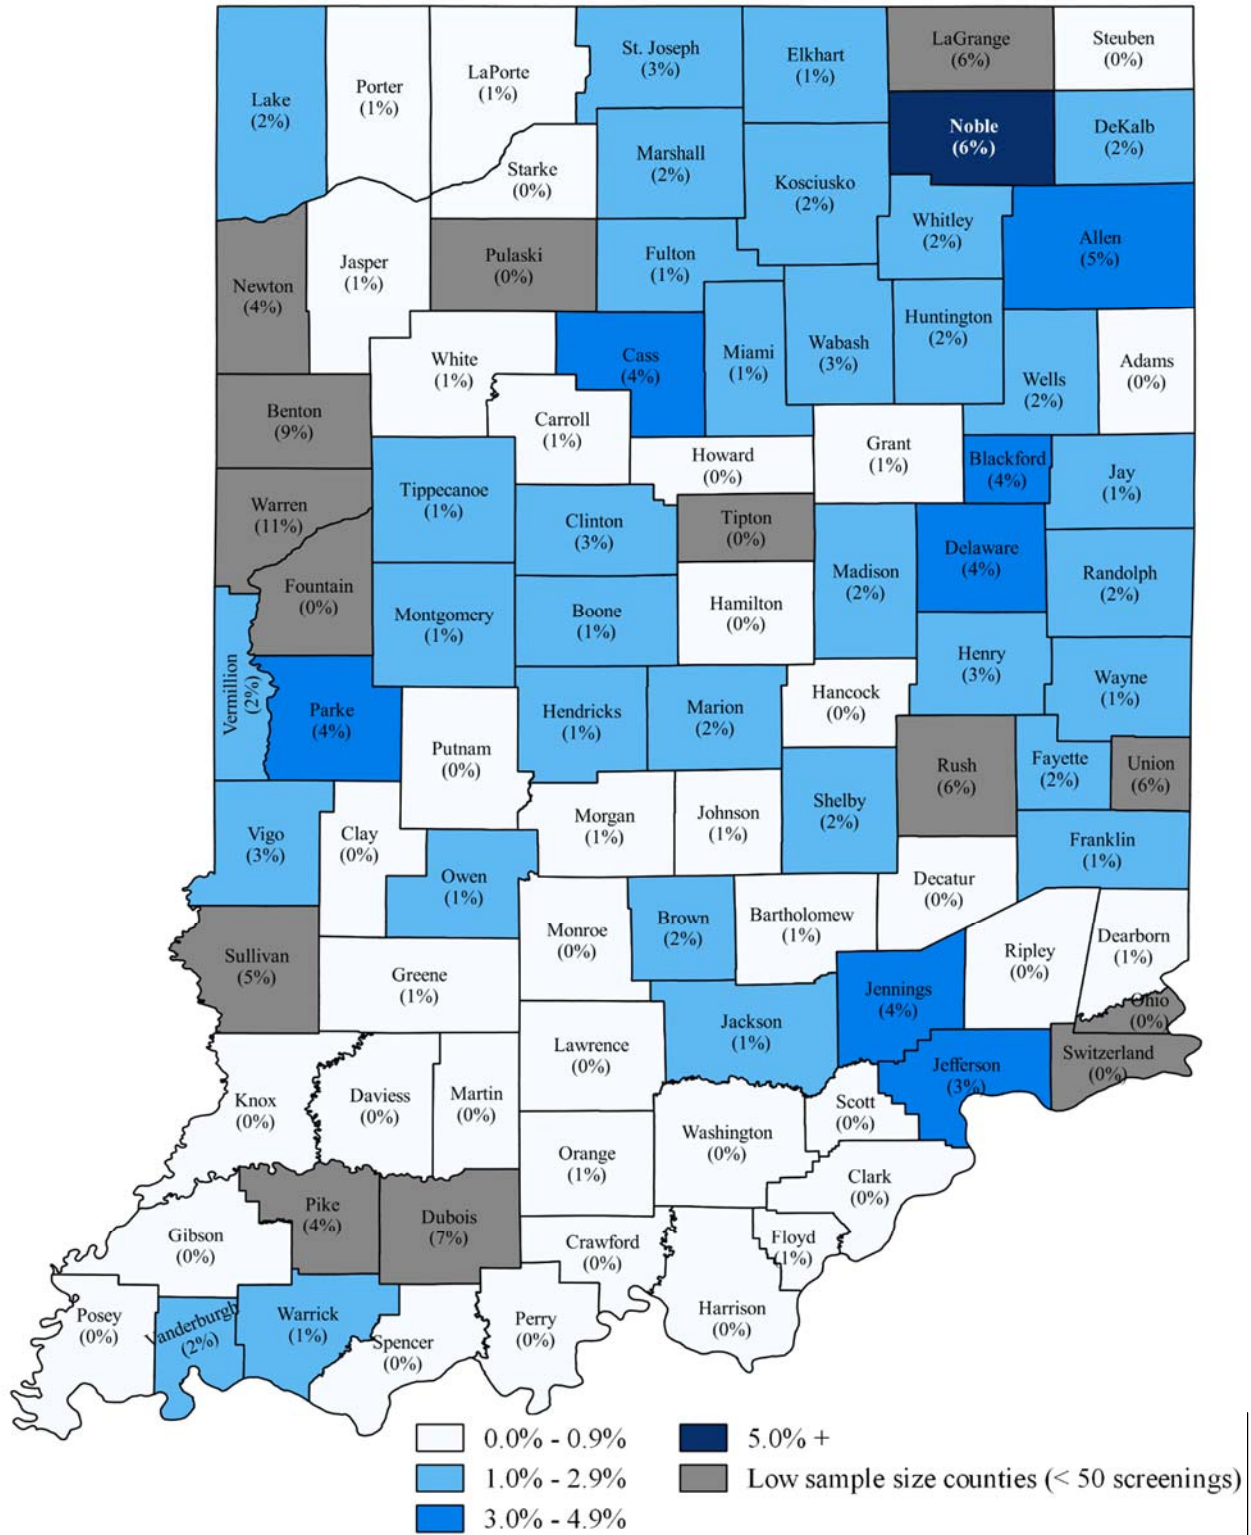 LaGrange
(6%)
Steuben
(0%)
St. Joseph
(3%)
Elkhart
(1%)
LaPorte
(1%)
Porter
(1%)
Lake
(2%)
Noble
(6%)
DeKalb
(2%)
Marshall
(2%)
Starke
(0%)
Kosciusko
(2%)
Whitley
(2%)
Allen
(5%)
Fulton
(1%)
Pulaski
(0%)
Jasper
(1%)
Newton
(4%)
Huntington
(2%)
Wabash
(3%)
Miami
(1%)
Cass
(4%)
White
(1%)
Adams
(0%)
Wells
(2%)
Benton
(9%)
Carroll
(1%)
Grant
(1%)
Howard
(0%)
Blackford
(4%)
Jay
(1%)
Tippecanoe
(1%)
Warren
(11%)
Clinton
(3%)
Tipton
(0%)
Delaware
(4%)
Madison
(2%)
Randolph
(2%)
Fountain
(0%)
Montgomery
(1%)
Boone
(1%)
Hamilton
(0%)
Henry
(3%)
Wayne
(1%)
Vermillion
(2%)
Parke
(4%)
Hendricks
(1%)
Marion
(2%)
Hancock
(0%)
Putnam
(0%)
Rush
(6%)
Fayette
(2%)
Union
(6%)
Vigo
(3%)
Clay
(0%)
Morgan
(1%)
Johnson
(1%)
Shelby
(2%)
Franklin
(1%)
Owen
(1%)
Decatur
(0%)
Monroe
(0%)
Brown
(2%)
Bartholomew
(1%)
Dearborn
(1%)
Ripley
(0%)
Sullivan
(5%)
Greene
(1%)
Jennings
(4%)
Ohio
(0%)
Jackson
(1%)
Lawrence
(0%)
Switzerland
(0%)
Jefferson
(3%)
Knox
(0%)
Daviess
(0%)
Martin
(0%)
Scott
(0%)
Washington
(0%)
Orange
(1%)
Clark
(0%)
Pike
(4%)
Dubois
(7%)
Gibson
(0%)
Crawford
(0%)
Floyd
(1%)
Harrison
(0%)
Posey
(0%)
Vanderburgh
(2%)
Warrick
(1%)
Spencer
(0%)
Perry
(0%)
0.0% - 0.9%
1.0% - 2.9%
3.0% - 4.9%
5.0% +
Low sample size counties (< 50 screenings)